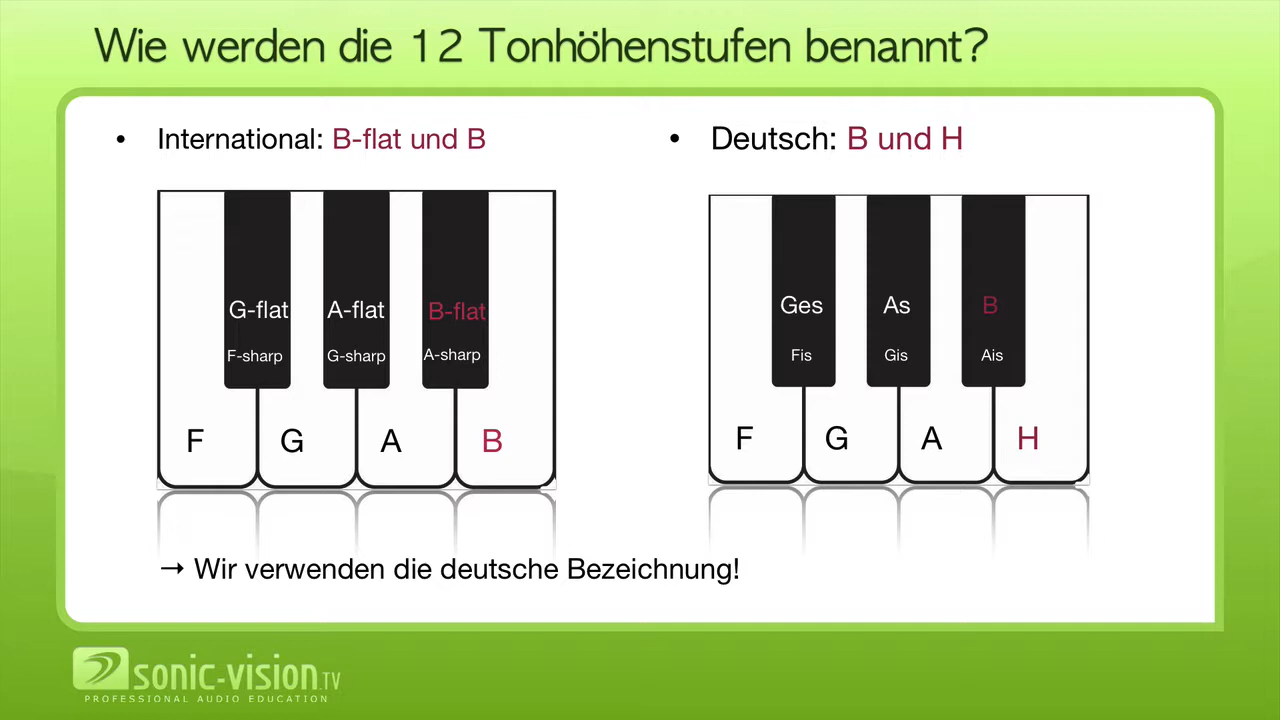 Wie werden die 12 Tonhöhenstufen benannt?
• International: B-flat und B
G-flat A-flat B-flat
F-sharp G-sharp A-sharp
F G A B
• Deutsch: B und H
Ges As B
Fis Gis Ais
F G A H
→ Wir verwenden die deutsche Bezeichnung!
sonic-vision.TV
PROFESSIONAL AUDIO EDUCATION